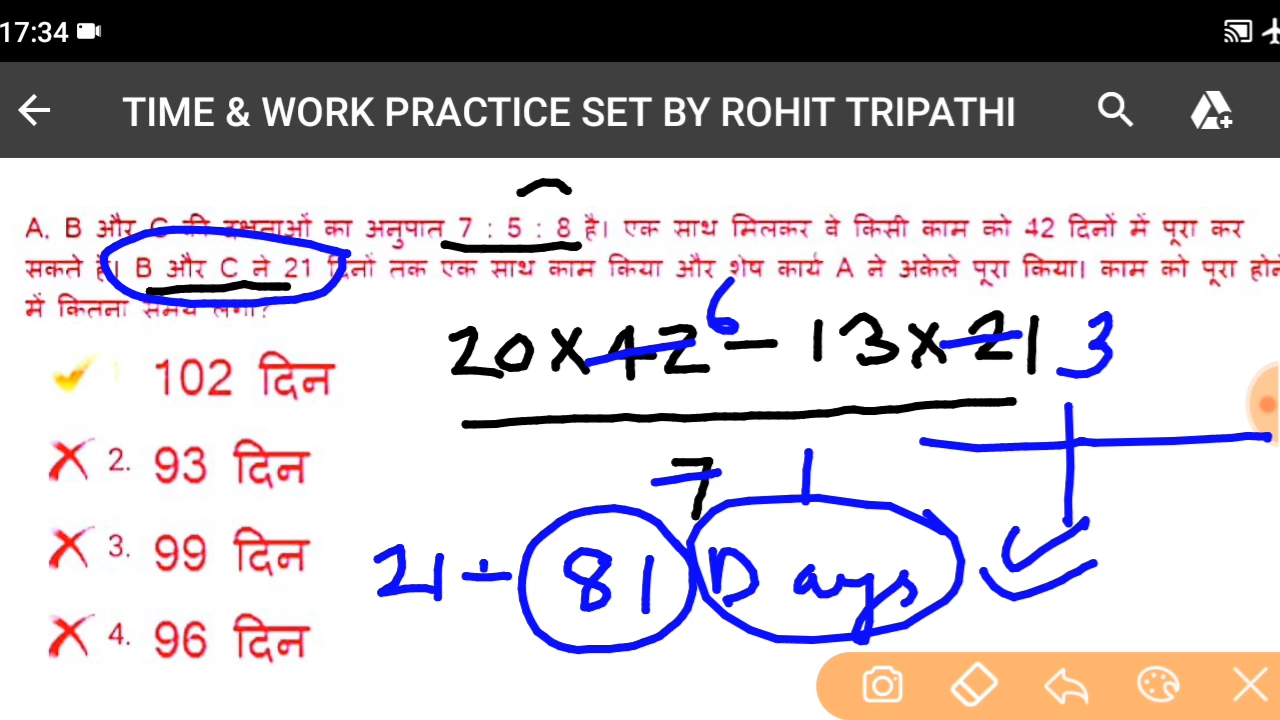 17:34
TIME & WORK PRACTICE SET BY ROHIT TRIPATHI
A, B और C की दक्षताओं का अनुपात 7 : 5 : 8 है। एक साथ मिलकर वे किसी काम को 42 दिनों में पूरा कर
सकते हैं। B और C ने 21 दिनों तक एक साथ काम किया और शेष कार्य A ने अकेले पूरा किया। काम को पूरा होने
में कितना समय लगा?
20×42 6 - 13×21 3
7
102 दिन
2. 93 दिन
3. 99 दिन
4. 96 दिन
21 + 81 Days